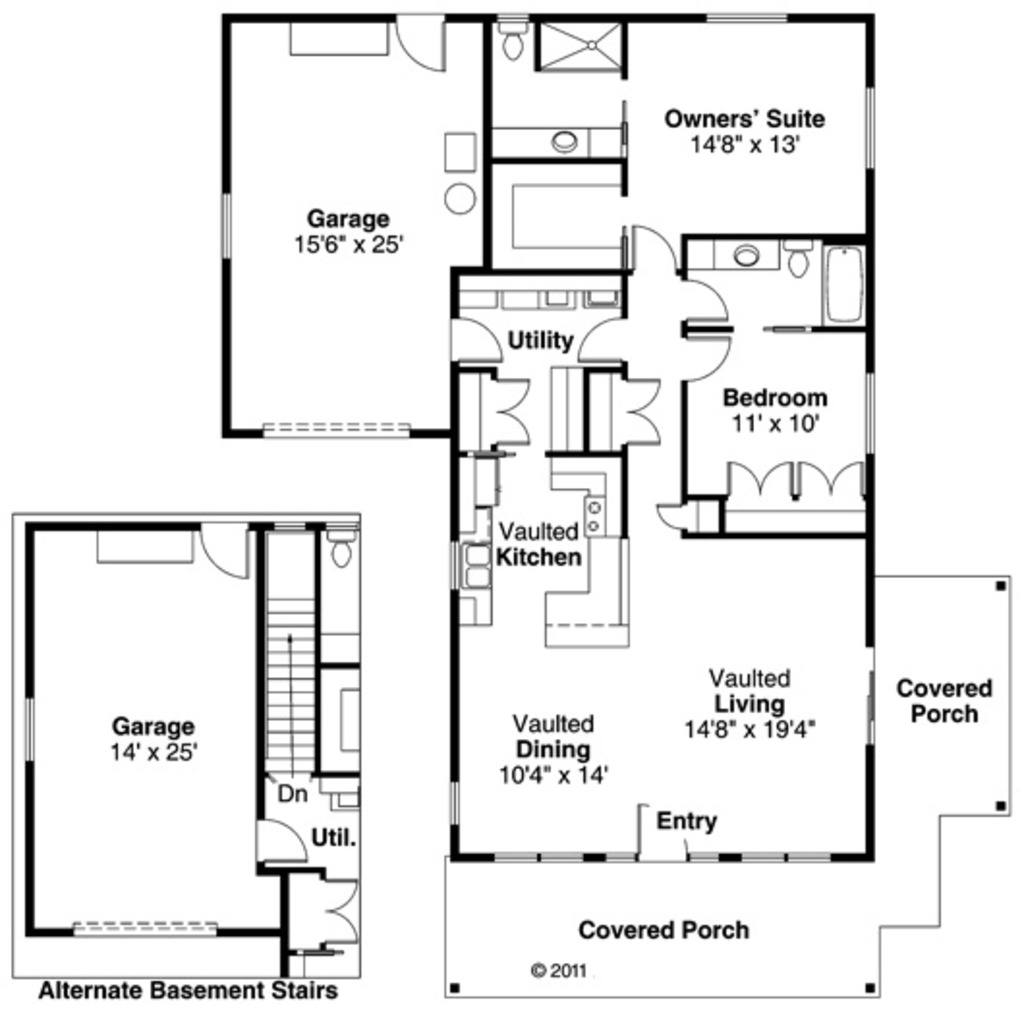 Owners' Suite
14'8" x 13'
Garage
15'6" x 25'
Utility
Bedroom
11' x 10'
Vaulted
Kitchen
Vaulted
Living
14'8" x 19'4"
Covered
Porch
Vaulted
Dining
10'4" x 14'
Entry
Covered Porch
© 2011
Garage
14' x 25'
Dn
Util.
Alternate Basement Stairs